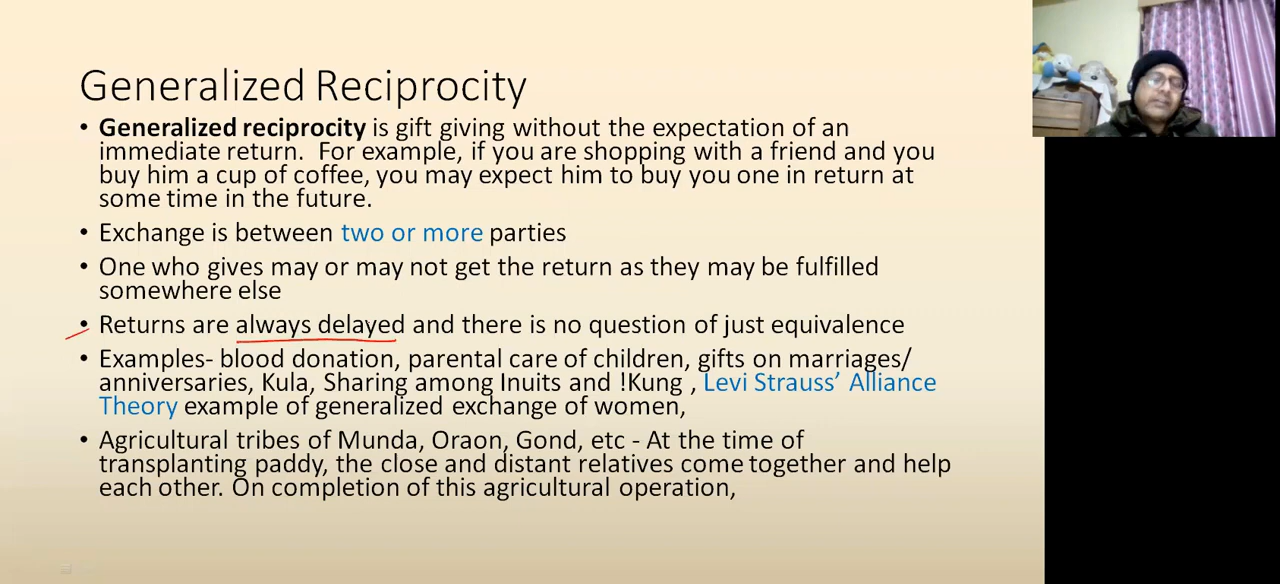 Generalized Reciprocity
• Generalized reciprocity is gift giving without the expectation of an
immediate return.  For example, if you are shopping with a friend and you
buy him a cup of coffee, you may expect him to buy you one in return at
some time in the future.
• Exchange is between two or more parties
• One who gives may or may not get the return as they may be fulfilled
somewhere else
• Returns are always delayed and there is no question of just equivalence
• Examples- blood donation, parental care of children, gifts on marriages/
anniversaries, Kula, Sharing among Inuits and !Kung , Levi Strauss’ Alliance
Theory example of generalized exchange of women,
• Agricultural tribes of Munda, Oraon, Gond, etc - At the time of
transplanting paddy, the close and distant relatives come together and help
each other. On completion of this agricultural operation,